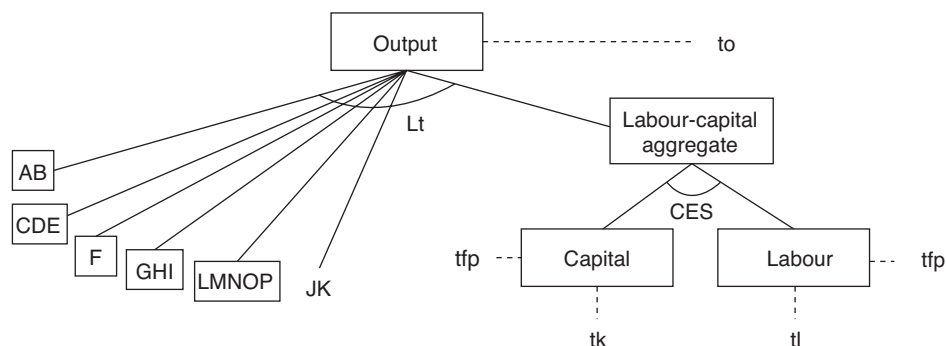 Output
to
Lt
Labour-capital
aggregate
AB
CES
CDE
F
GHI
LMNOP
JK
tfp
Capital
Labour
tfp
tk
tl